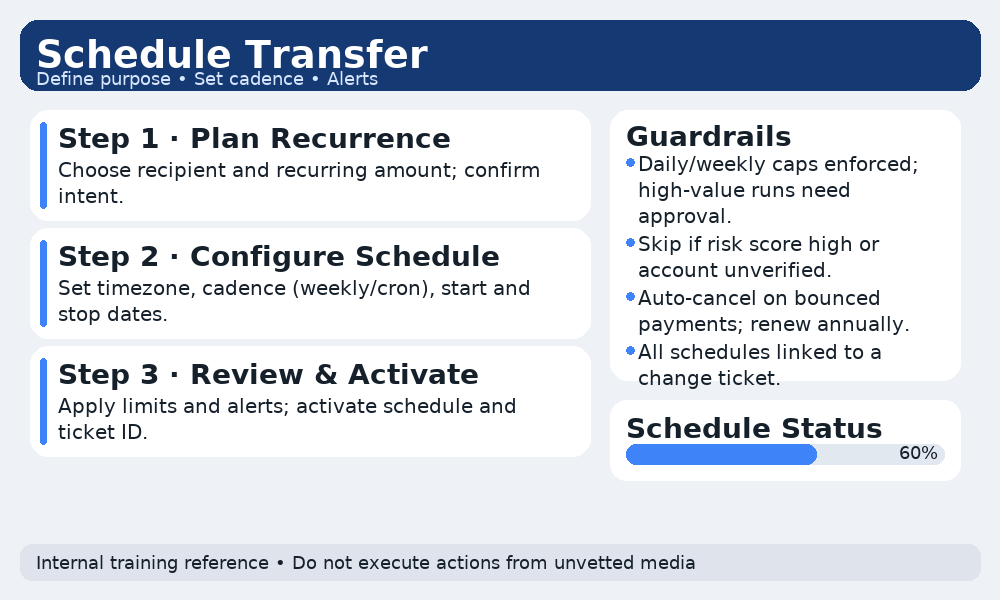 Schedule Transfer
Define purpose • Set cadence • Alerts
Step 1 · Plan Recurrence
Choose recipient and recurring amount; confirm
intent.
Step 2 · Configure Schedule
Set timezone, cadence (weekly/cron), start and
stop dates.
Step 3 · Review & Activate
Apply limits and alerts; activate schedule and
ticket ID.
Guardrails
Daily/weekly caps enforced;
high-value runs need
approval.
Skip if risk score high or
account unverified.
Auto-cancel on bounced
payments; renew annually.
All schedules linked to a
change ticket.
Schedule Status
60%
Internal training reference • Do not execute actions from unvetted media